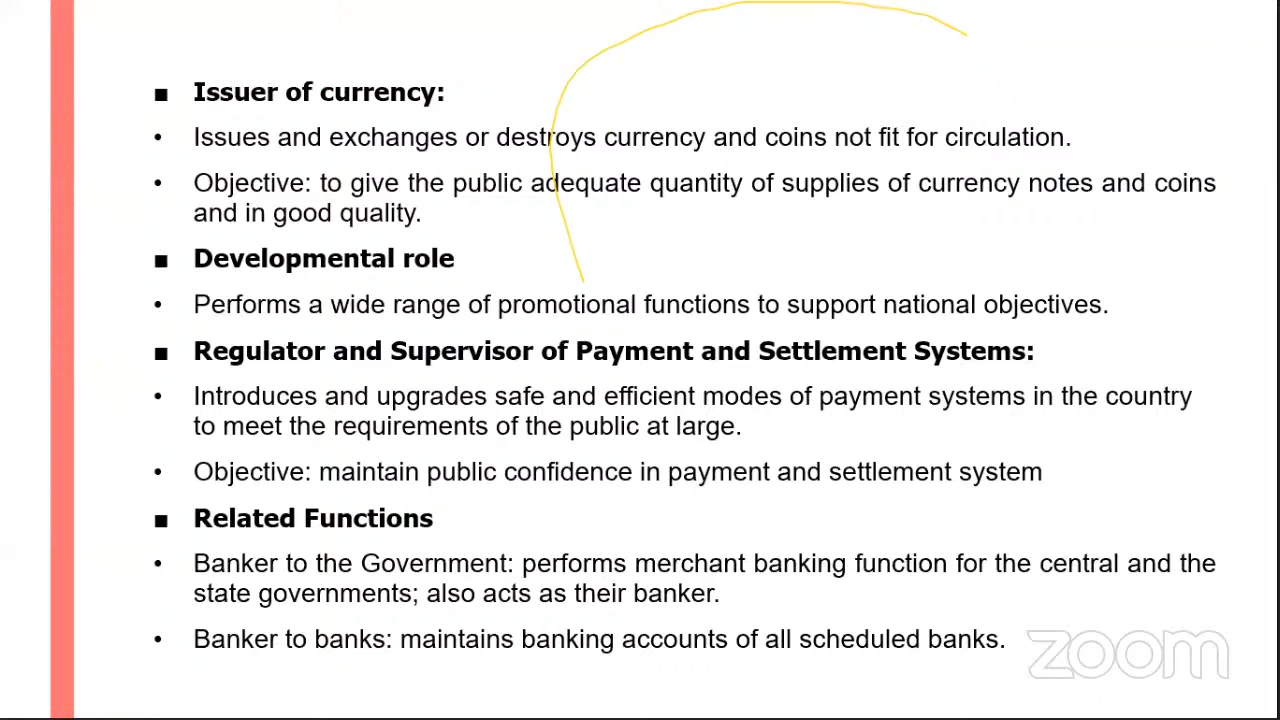 ■ Issuer of currency:
• Issues and exchanges or destroys currency and coins not fit for circulation.
• Objective: to give the public adequate quantity of supplies of currency notes and coins
and in good quality.
■ Developmental role
• Performs a wide range of promotional functions to support national objectives.
■ Regulator and Supervisor of Payment and Settlement Systems:
• Introduces and upgrades safe and efficient modes of payment systems in the country
to meet the requirements of the public at large.
• Objective: maintain public confidence in payment and settlement system
■ Related Functions
• Banker to the Government: performs merchant banking function for the central and the
state governments; also acts as their banker.
• Banker to banks: maintains banking accounts of all scheduled banks.
zoom